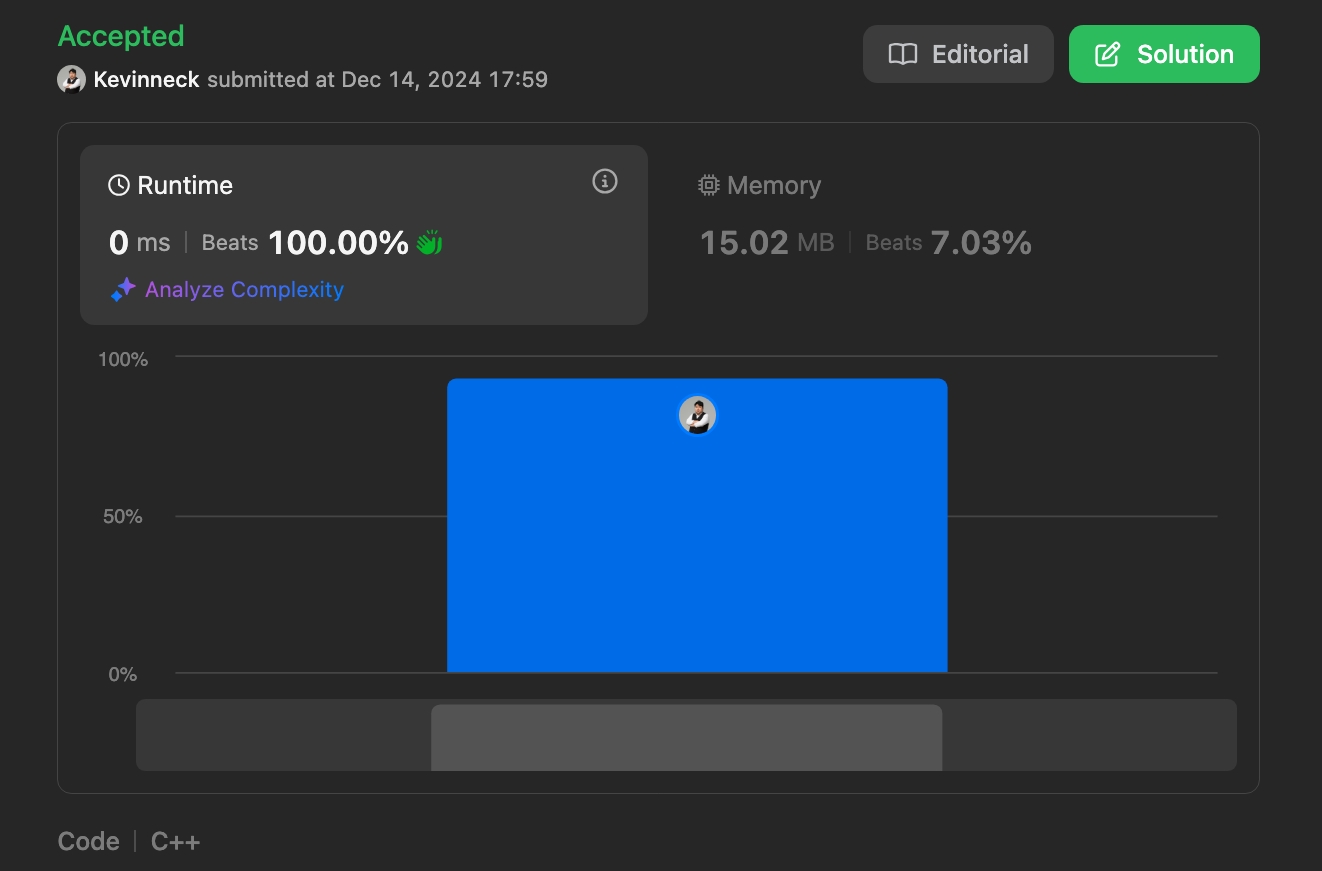 Accepted
Kevinneck submitted at Dec 14, 2024 17:59
Editorial
Solution
Runtime
0 ms | Beats 100.00%
Analyze Complexity
Memory
15.02 MB | Beats 7.03%
100%
50%
0%
Code | C++